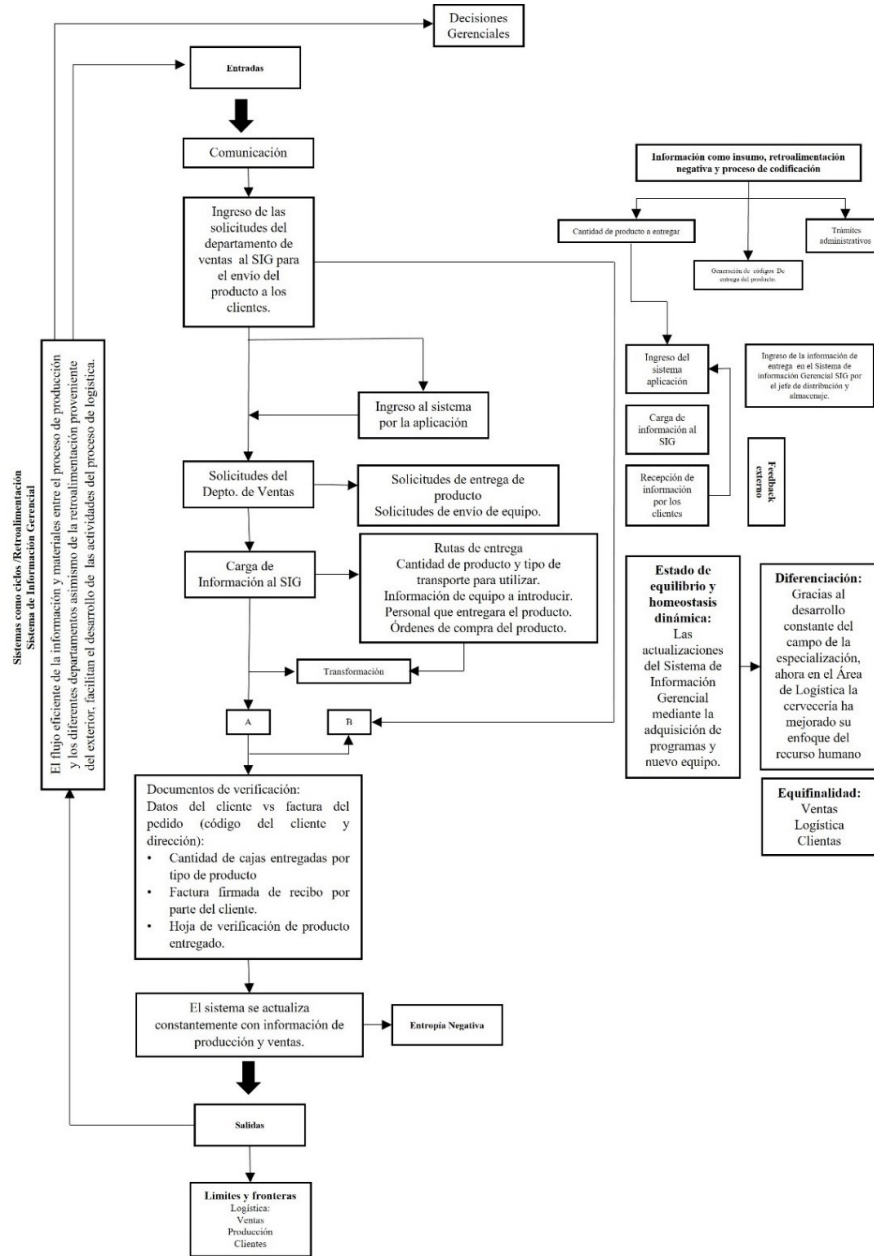 Decisiones
Gerenciales
Entradas
Comunicación
Ingreso de las
solicitudes del
departamento de
ventas al SIG para
el envío del
producto a los
clientes.
Ingreso al sistema
por la aplicación
Solicitudes del
Depto. de Ventas
Solicitudes de entrega de
producto
Solicitudes de envio de equipo.
Carga de
Información al SIG
Rutas de entrega
Cantidad de producto y tipo de
transporte para utilizar.
Información de equipo a introducir.
Personal que entregara el producto.
Órdenes de compra del producto.
Transformación
A
B
Documentos de verificación:
Datos del cliente vs factura del
pedido (código del cliente y
dirección):
• Cantidad de cajas entregadas por
tipo de producto
• Factura firmada de recibo por
parte del cliente.
• Hoja de verificación de producto
entregado.
El sistema se actualiza
constantemente con información de
producción y ventas.
Entropía Negativa
Salidas
Limites y fronteras
Logística:
Ventas
Producción
Clientes
Sistemas como ciclos /Retroalimentación
Sistema de Información Gerencial
El flujo eficiente de la información y materiales entre el proceso de producción
y los diferentes departamentos asimismo de la retroalimentación proveniente
del exterior, facilitan el desarrollo de las actividades del proceso de logística.
Información como insumo, retroalimentación
negativa y proceso de codificación
Cantidad de producto a entregar
Trámites
administrativos
Generación de códigos De
entrega del producto.
Ingreso del
sistema
aplicación
Ingreso de la información de
entrega en el Sistema de
información Gerencial SIG por
el jefe de distribución y
almacenaje.
Carga de
información al
SIG
Recepción de
información por
los clientes
Feedback
externo
Estado de
equilibrio y
homeostasis
dinámica:
Las
actualizaciones
del Sistema de
Información
Gerencial
mediante la
adquisición de
programas y
nuevo equipo.
Diferenciación:
Gracias al
desarrollo
constante del
campo de la
especialización,
ahora en el Área
de Logística la
cervecería ha
mejorado su
enfoque del
recurso humano
Equifinalidad:
Ventas
Logística
Clientas